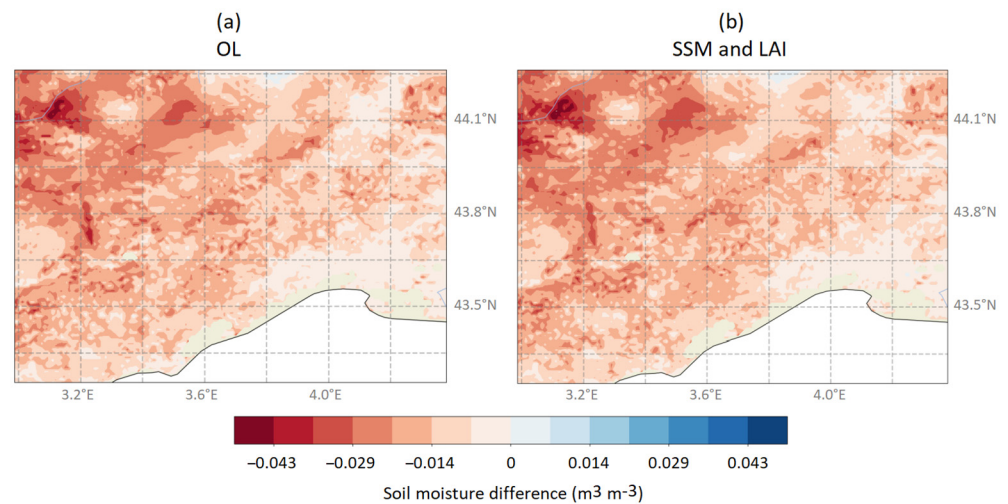 (a)
OL
(b)
SSM and LAI
44.1°N
43.8°N
43.5°N
3.2°E 3.6°E 4.0°E
44.1°N
43.8°N
43.5°N
3.2°E 3.6°E 4.0°E
−0.043 −0.029 −0.014 0 0.014 0.029 0.043
Soil moisture difference (m³ m⁻³)